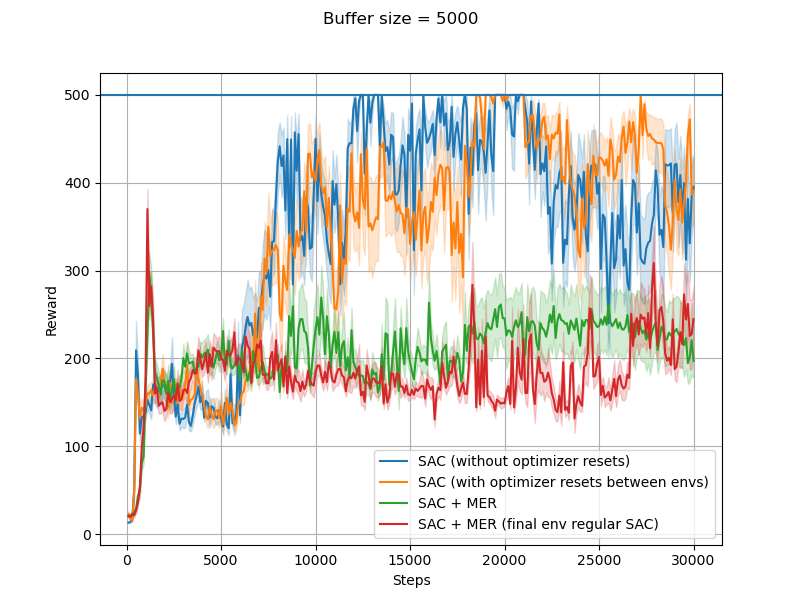 Buffer size = 5000
500
400
300
200
100
0
Reward
SAC (without optimizer resets)
SAC (with optimizer resets between envs)
SAC + MER
SAC + MER (final env regular SAC)
0 5000 10000 15000 20000 25000 30000
Steps